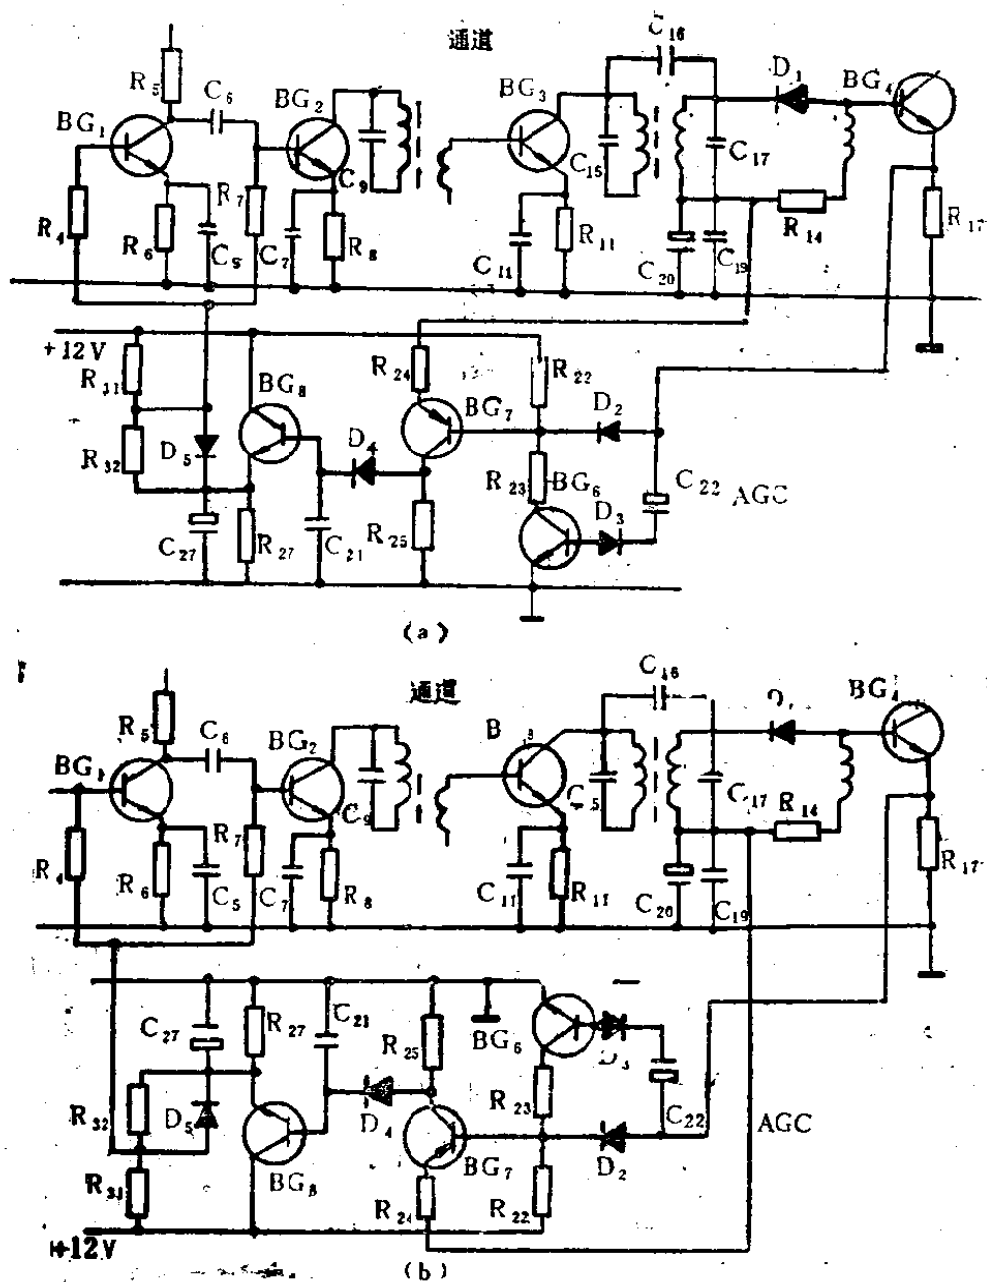 通道
C16
R5
C6
BG2
BG3
D1
BG4
BG1
C9
C15
C17
R4
R6
C5
R7
C7
R8
C11
R11
C20
C19
R14
R17
+12V
R31
BG8
R24
BG7
R22
D2
R32
D5
D4
R23
BG6
C22
AGC
D3
C27
R27
C21
R25
(a)
通道
C16
BG4
R5
C6
BG2
B
BG1
C9
C17
R14
R4
R6
C5
R7
C7
R8
C11
R11
C20
C19
R17
C27
R27
C21
R25
BG6
R23
R32
D5
D4
C22
AGC
BG8
BG7
D2
R31
R24
R22
+12V
(b)